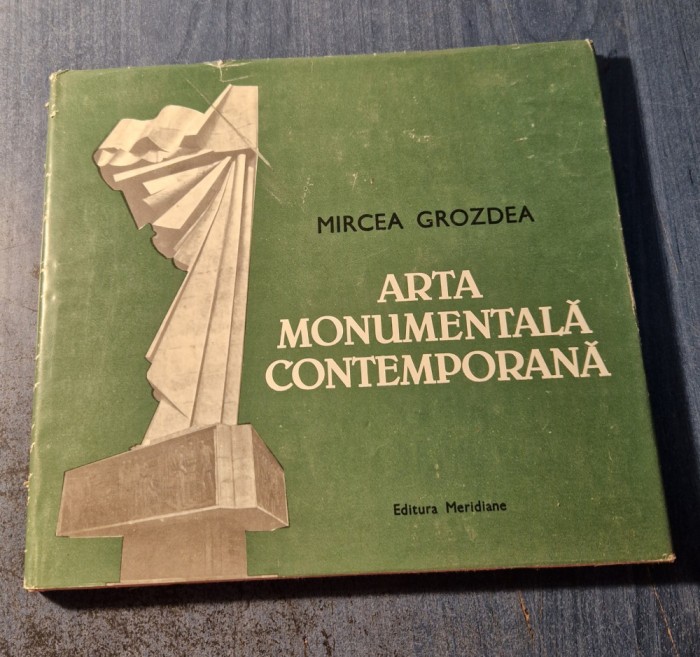 MIRCEA GROZDEA
ARTA
MONUMENTALĂ
CONTEMPORANĂ
Editura Meridiane